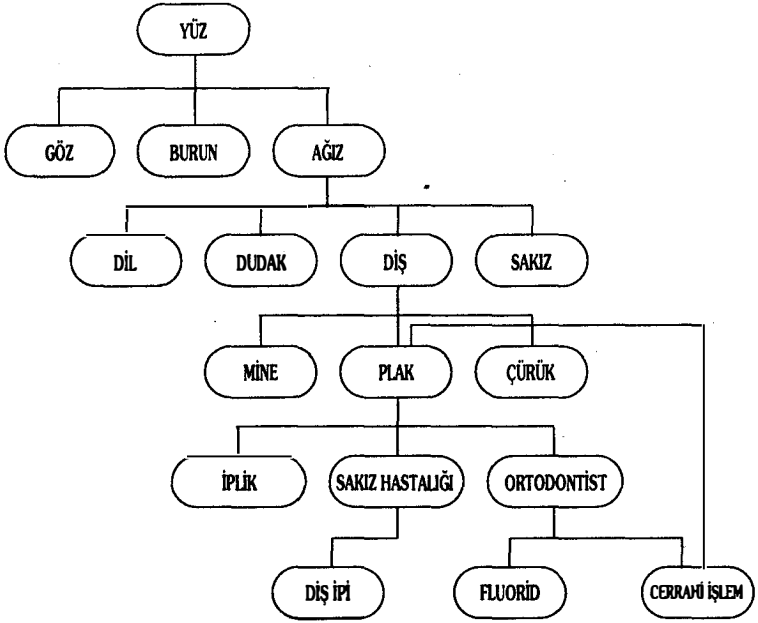 YÜZ
GÖZ
BURUN
AĞIZ
DİL
DUDAK
DİŞ
SAKIZ
MİNE
PLAK
ÇÜRÜK
İPLİK
SAKIZ HASTALIĞI
ORTODONTİST
DİŞ İPİ
FLUORİD
CERRAHİ İŞLEM